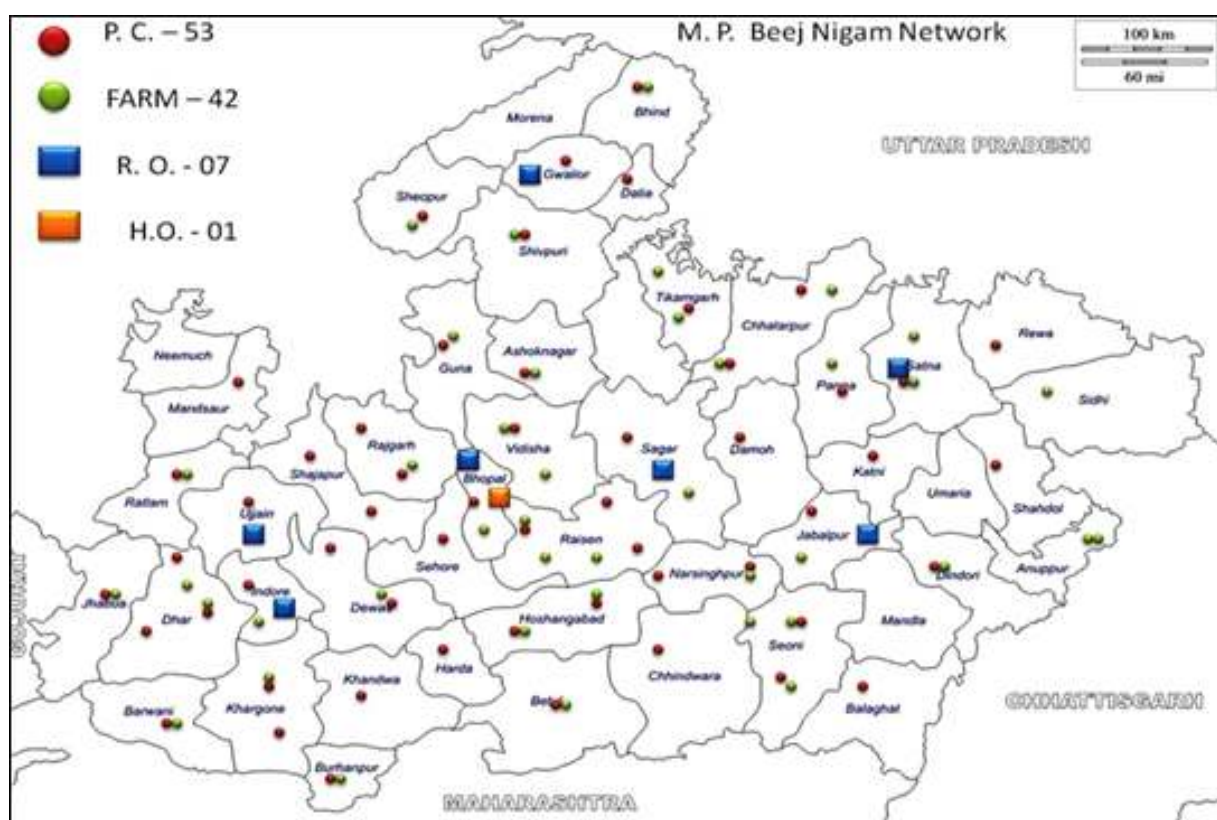 P. C. – 53
M. P. Beej Nigam Network
100 km
60 mi
FARM – 42
R. O. - 07
H.O. - 01
UTTAR PRADESH
Morena
Bhind
Gwalior
Datia
Sheopur
Shivpuri
Tikamgarh
Chhatarpur
Rewa
Neemuch
Ashoknagar
Guna
Satna
Panna
Sidhi
Mandsaur
Rajgarh
Vidisha
Sagar
Damoh
Shajapur
Katni
Bhopal
Umaria
Ratlam
Shahdol
Ujjain
Jabalpur
Raisen
Sehore
Anuppur
Narsinghpur
Dindori
GUJARAT
Jhabua
Indore
Dewas
Dhar
Hoshangabad
Mandla
Seoni
Khandwa
Harda
Chhindwara
Barwani
Khargone
Betul
Balaghat
CHHATTISGARH
Burhanpur
MAHARASHTRA